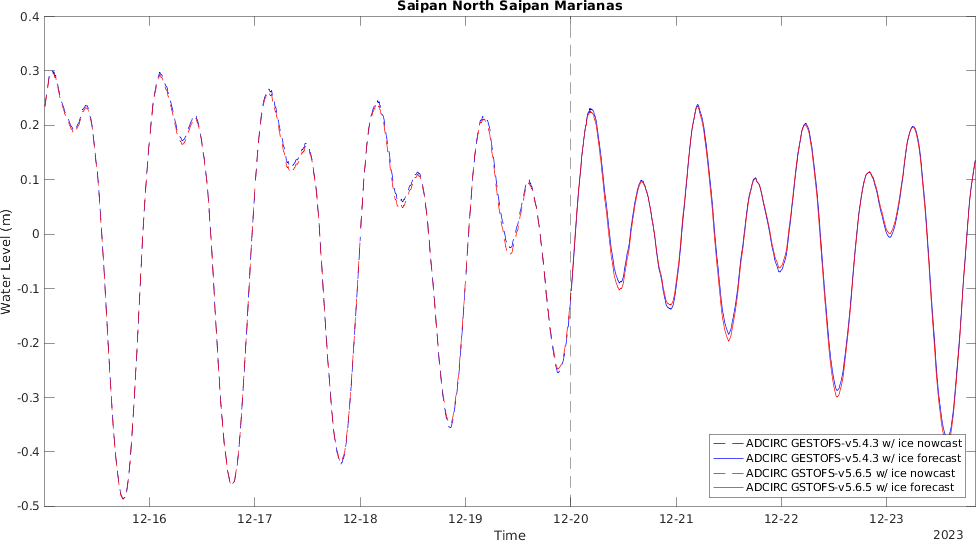 Saipan North Saipan Marianas
0.4
0.3
0.2
0.1
0
-0.1
-0.2
-0.3
-0.4
-0.5
Water Level (m)
12-16
12-17
12-18
12-19
12-20
12-21
12-22
12-23
Time
2023
ADCIRC GESTOFS-v5.4.3 w/ ice nowcast
ADCIRC GESTOFS-v5.4.3 w/ ice forecast
ADCIRC GSTOFS-v5.6.5 w/ ice nowcast
ADCIRC GSTOFS-v5.6.5 w/ ice forecast